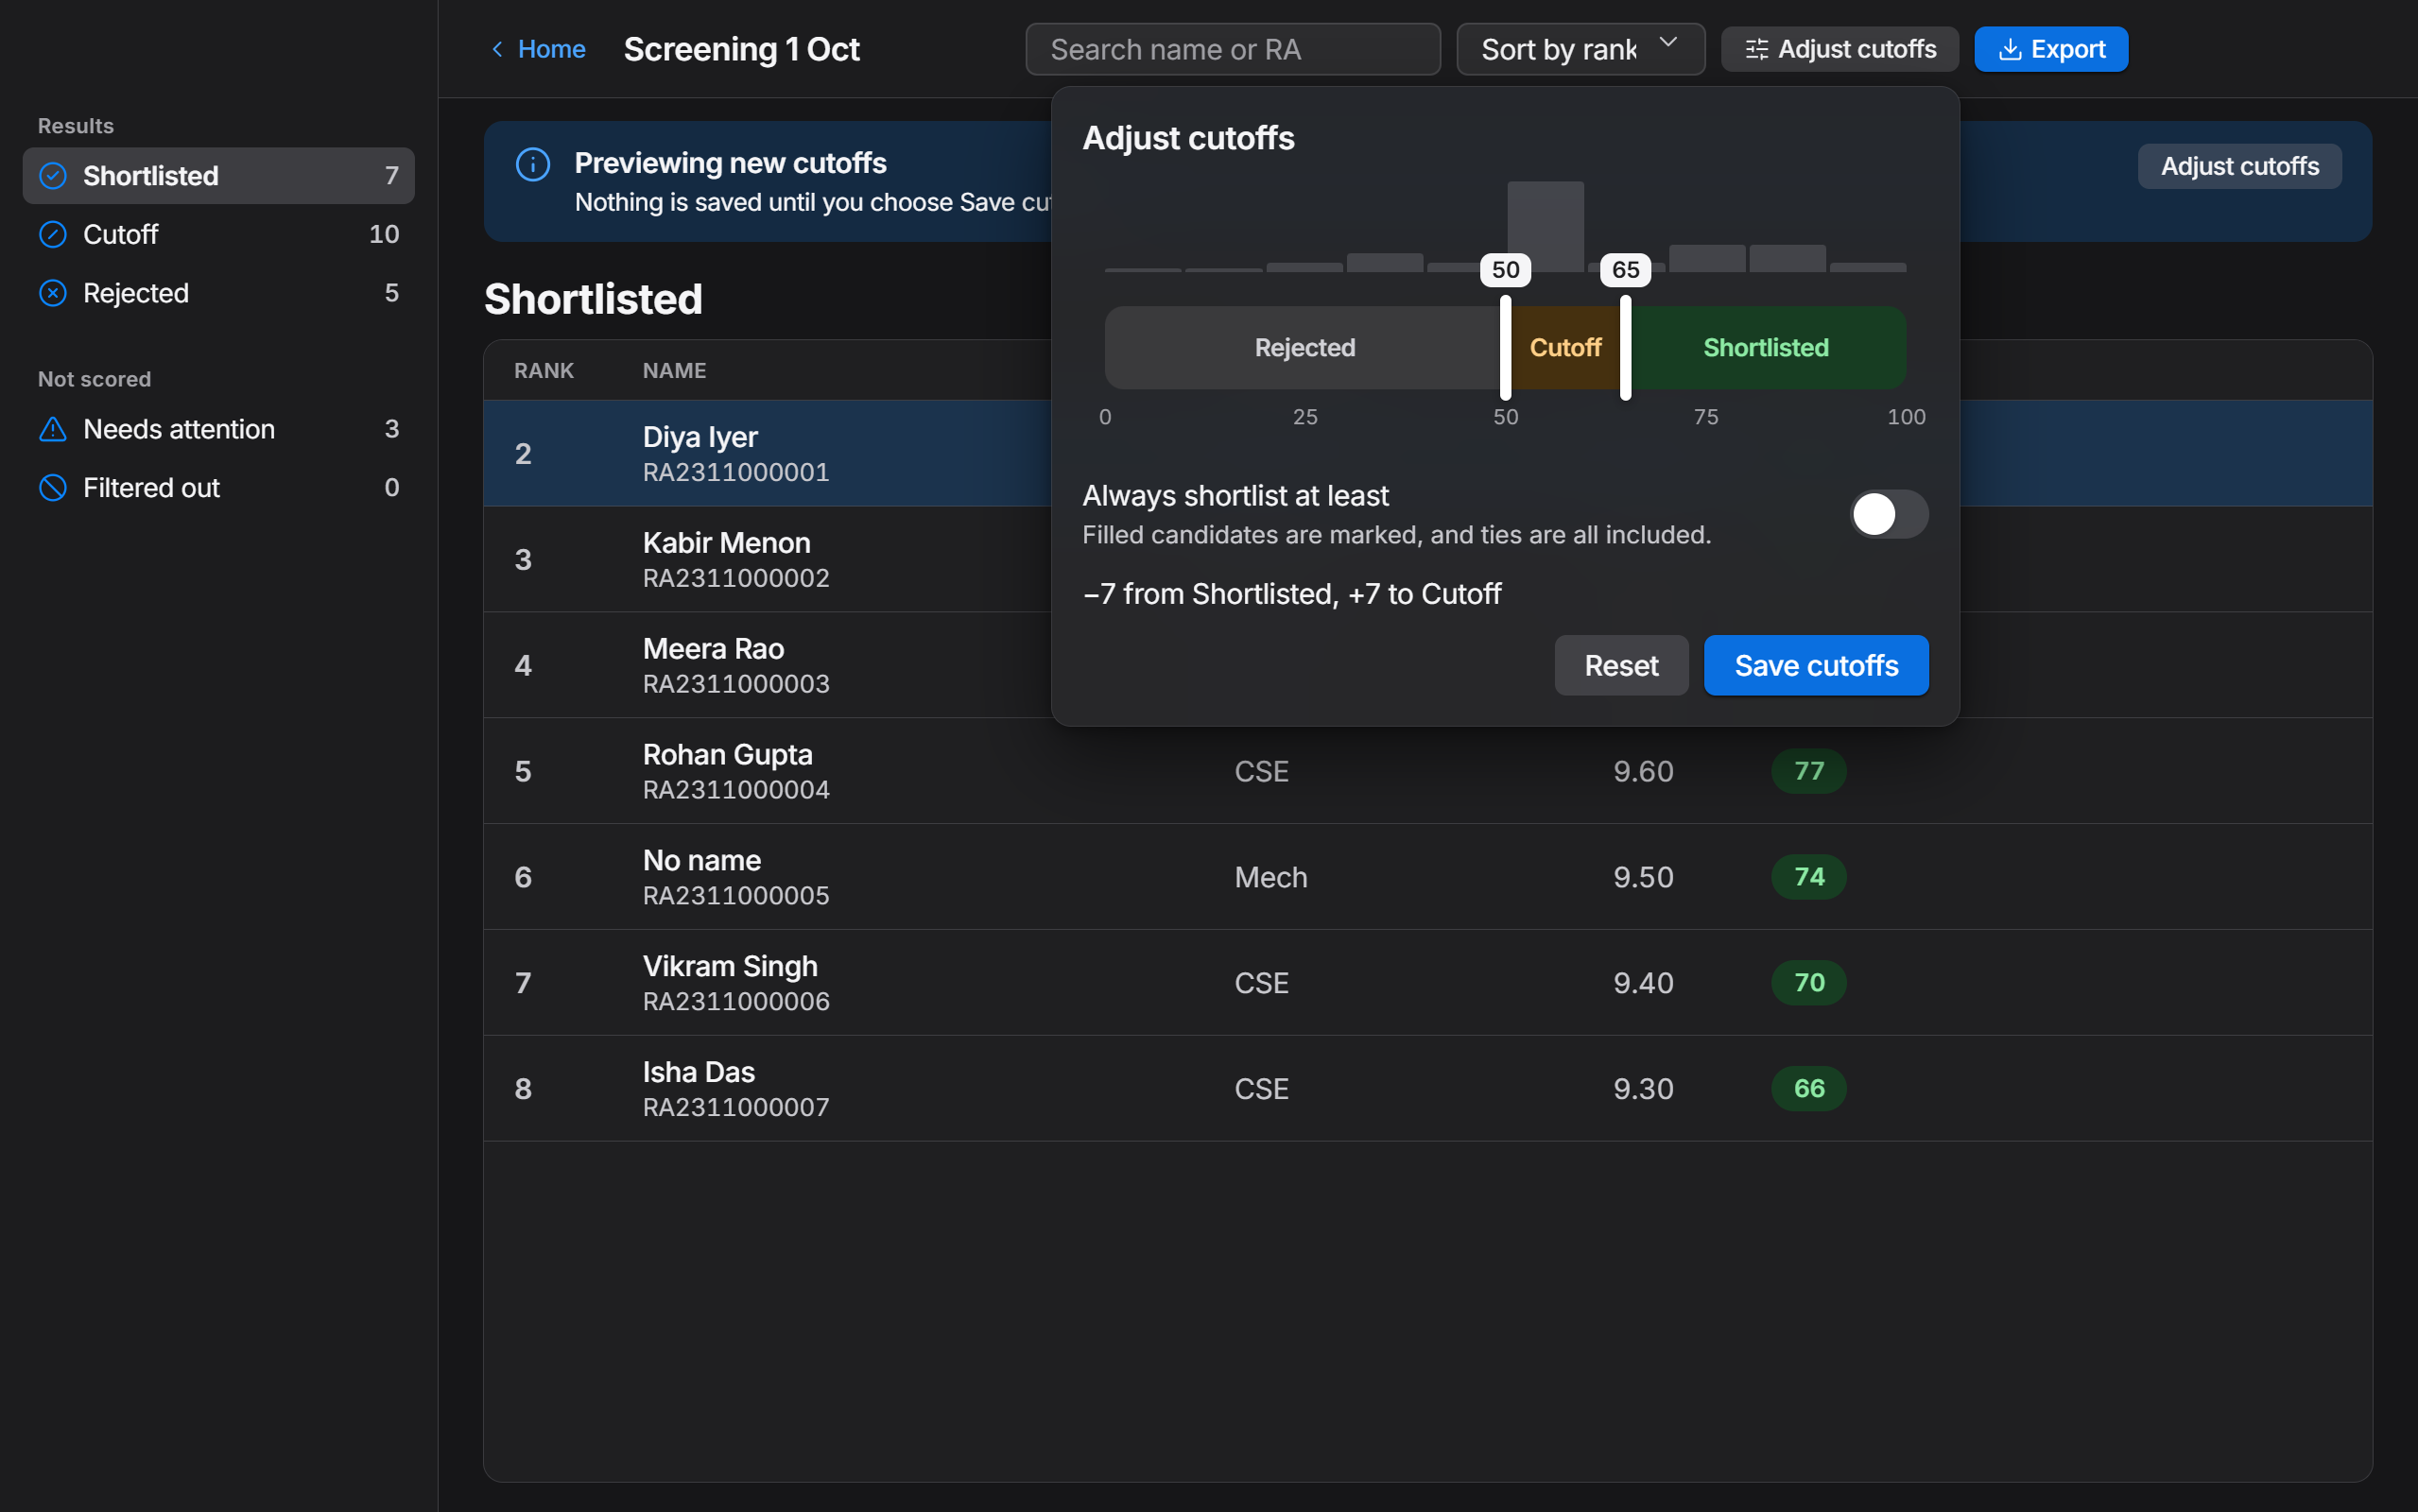 Home
Screening 1 Oct
Search name or RA
Sort by rank
Adjust cutoffs
Export
Results
Shortlisted 7
Cutoff 10
Rejected 5
Not scored
Needs attention 3
Filtered out 0
Previewing new cutoffs
Nothing is saved until you choose Save
Adjust cutoffs
Adjust cutoffs
50 65
Rejected Cutoff Shortlisted
0 25 50 75 100
Always shortlist at least
Filled candidates are marked, and ties are all included.
−7 from Shortlisted, +7 to Cutoff
Reset Save cutoffs
Shortlisted
RANK NAME
2 Diya Iyer
RA2311000001
3 Kabir Menon
RA2311000002
4 Meera Rao
RA2311000003
5 Rohan Gupta CSE 9.60 77
RA2311000004
6 No name Mech 9.50 74
RA2311000005
7 Vikram Singh CSE 9.40 70
RA2311000006
8 Isha Das CSE 9.30 66
RA2311000007